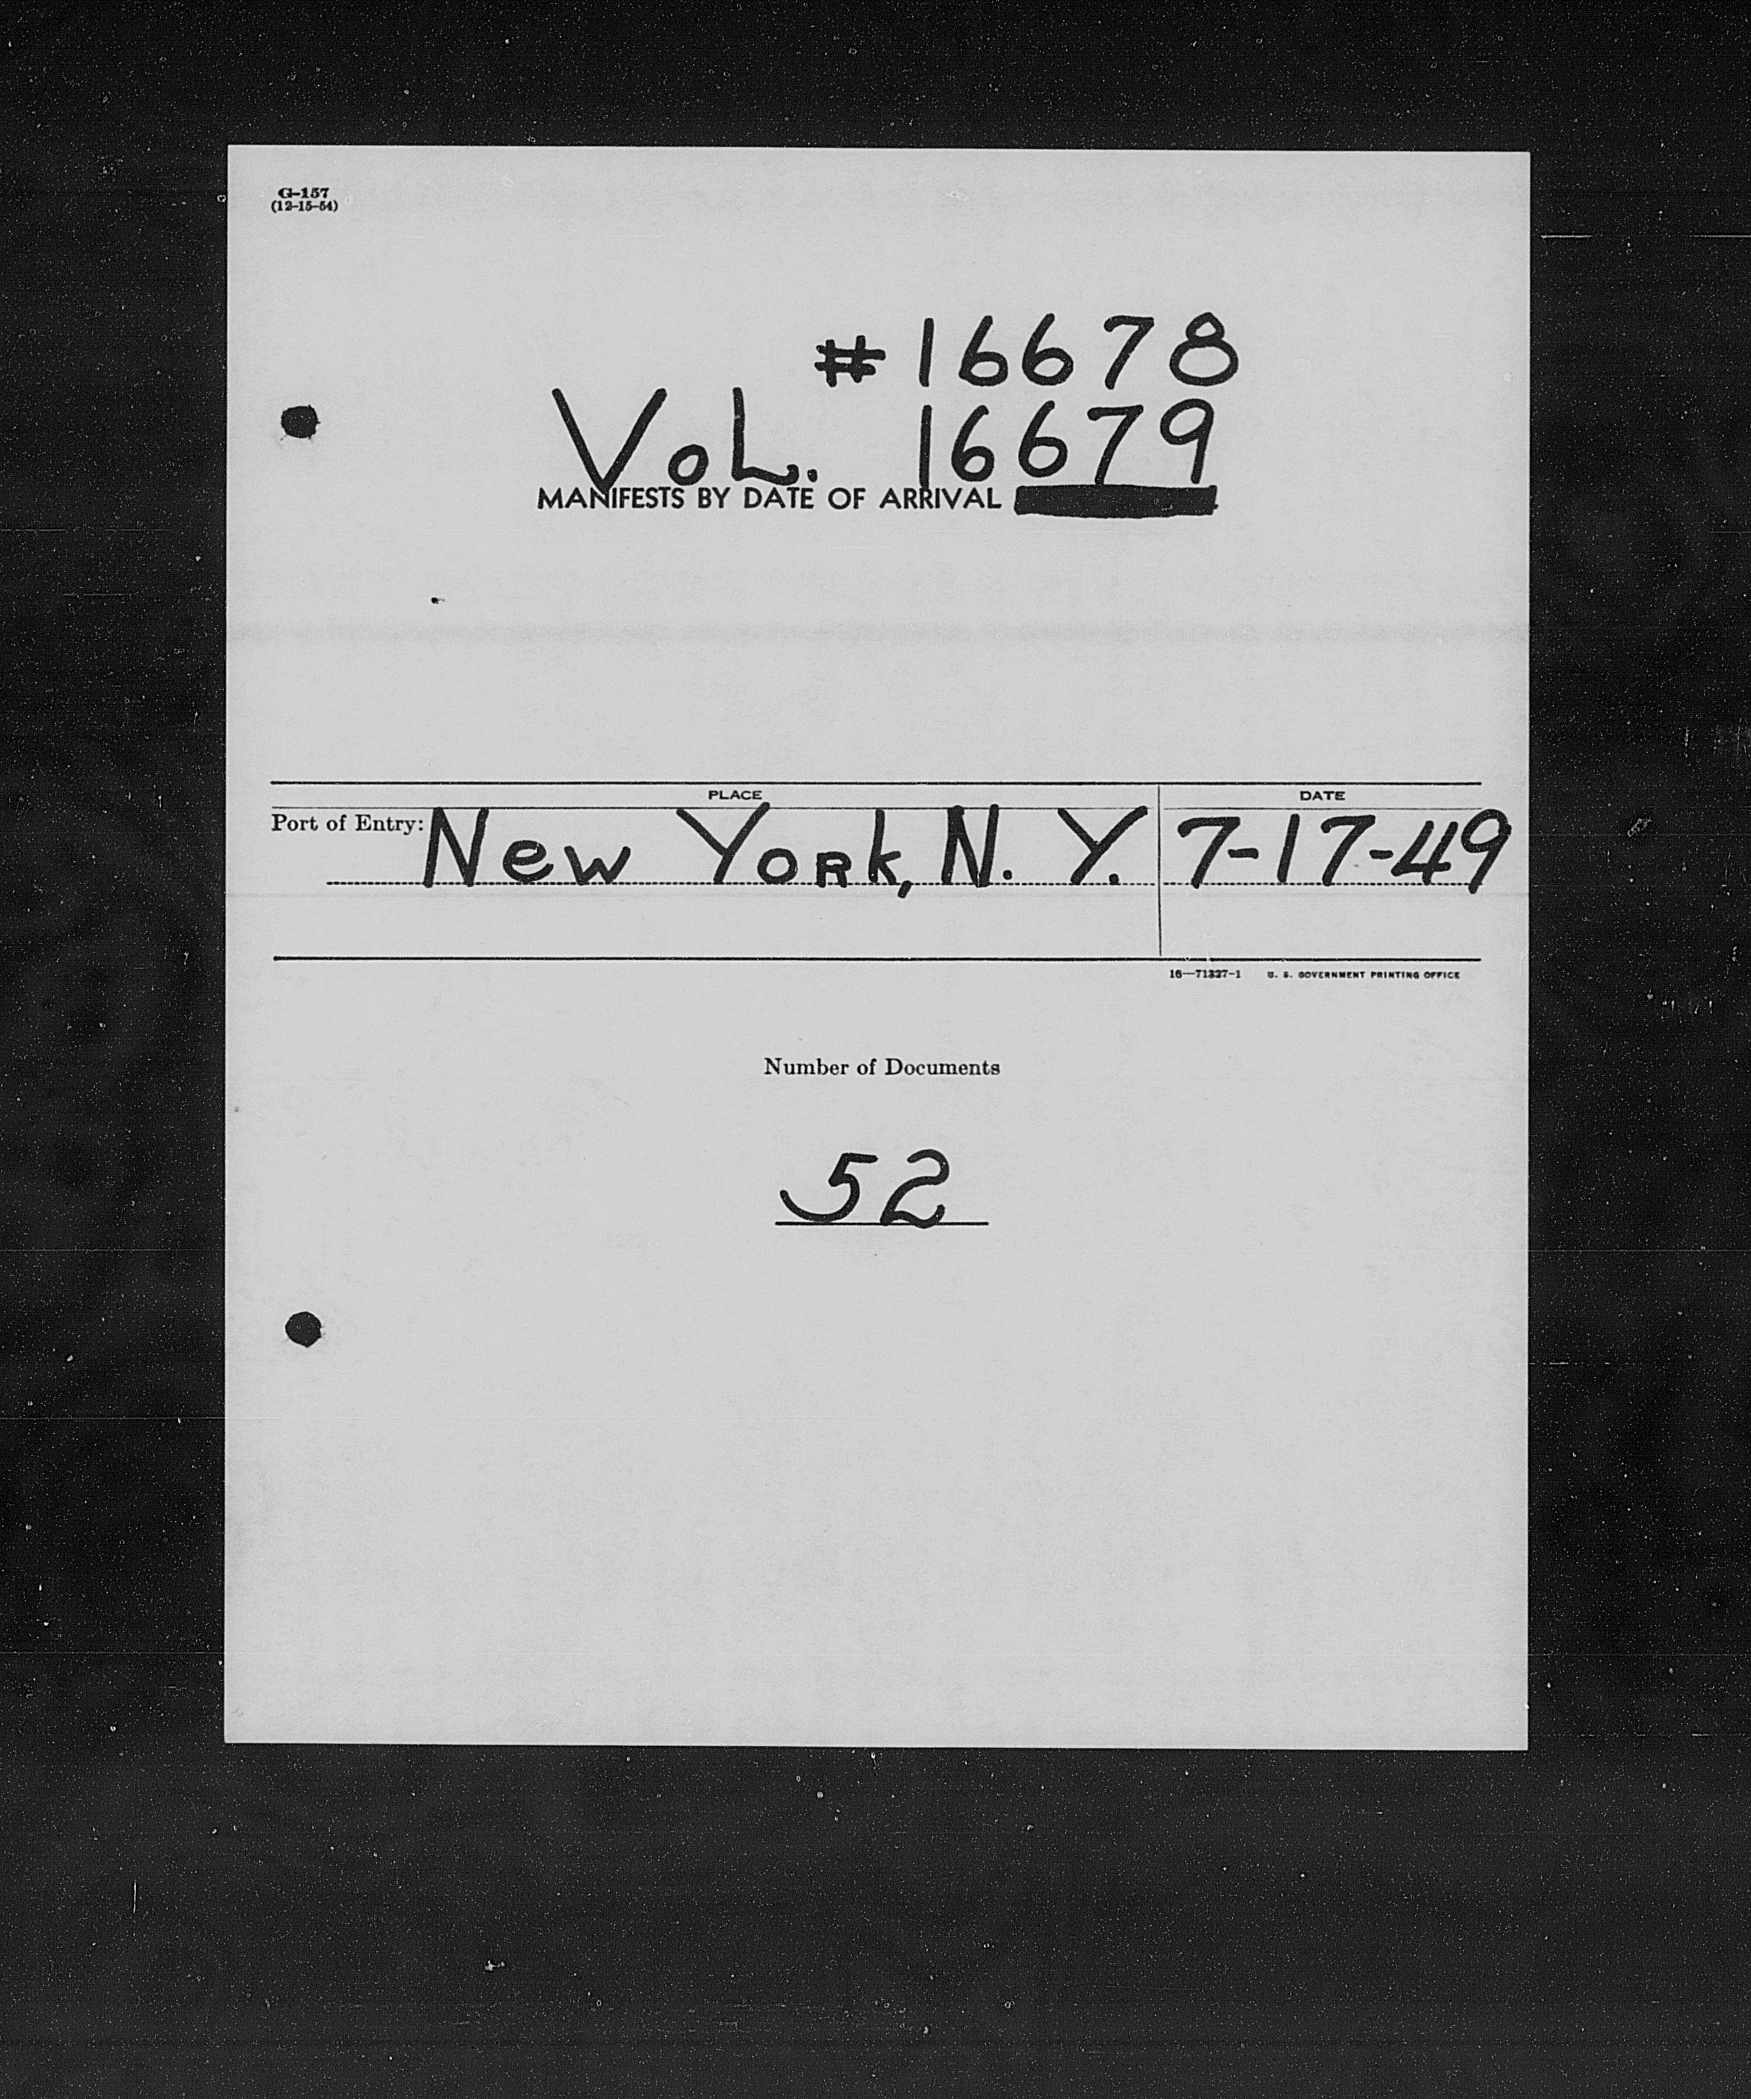 G-157
(12-15-54)
#16678
VOL. 16679
MANIFESTS BY DATE OF ARRIVAL
PLACE DATE
Port of Entry: New York, N. Y. 7-17-49
16—71327-1 U. S. GOVERNMENT PRINTING OFFICE
Number of Documents
52